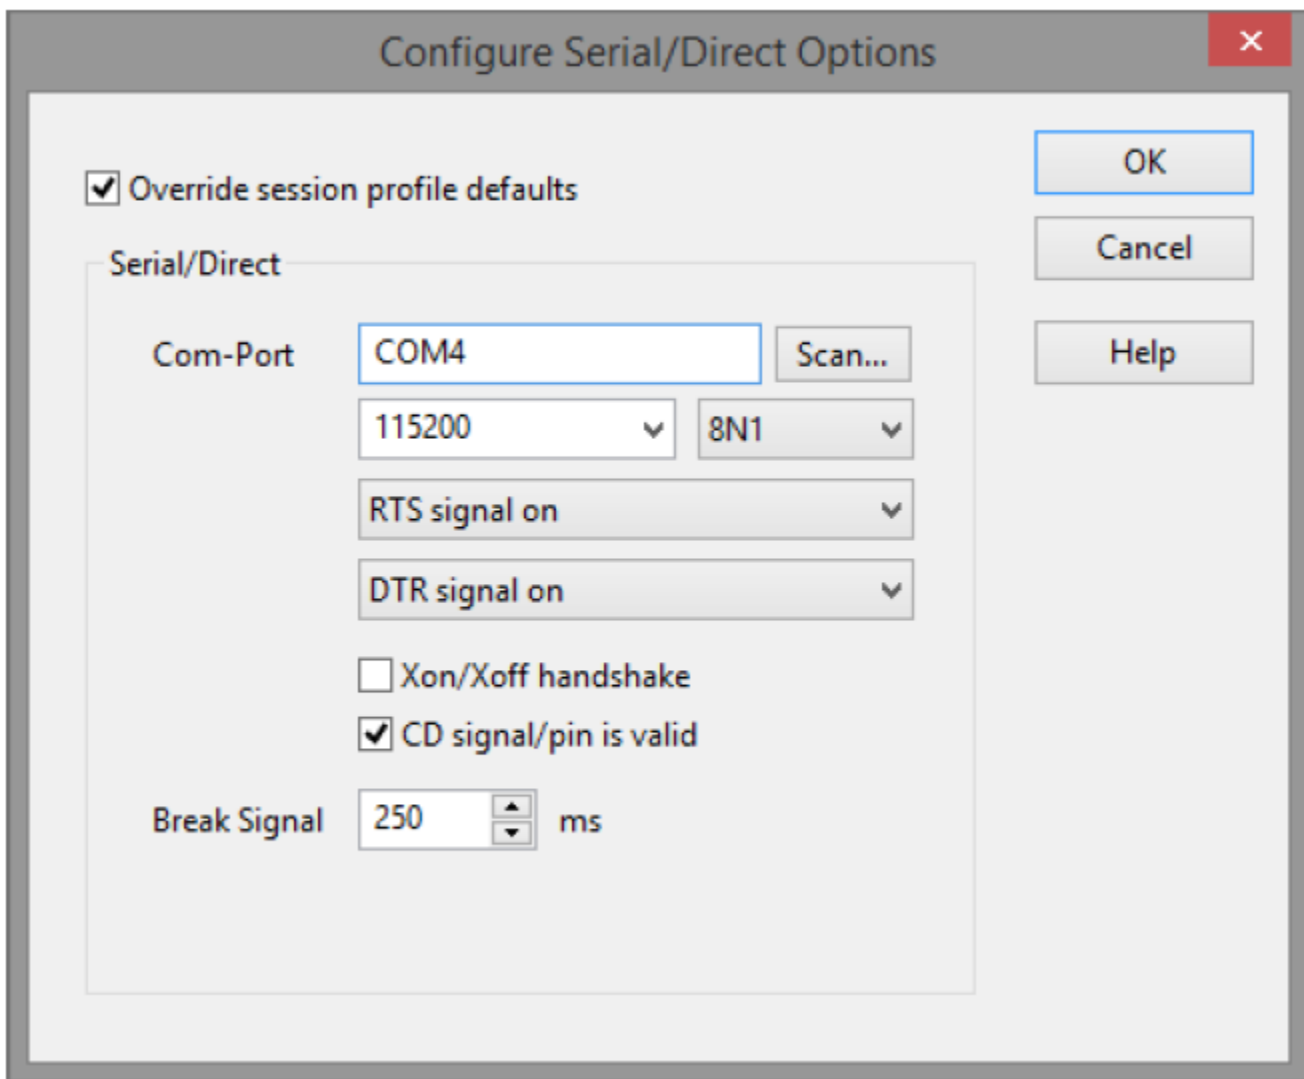 Configure Serial/Direct Options
Override session profile defaults
OK
Cancel
Help
Serial/Direct
Com-Port COM4 Scan...
115200 8N1
RTS signal on
DTR signal on
Xon/Xoff handshake
CD signal/pin is valid
Break Signal 250 ms